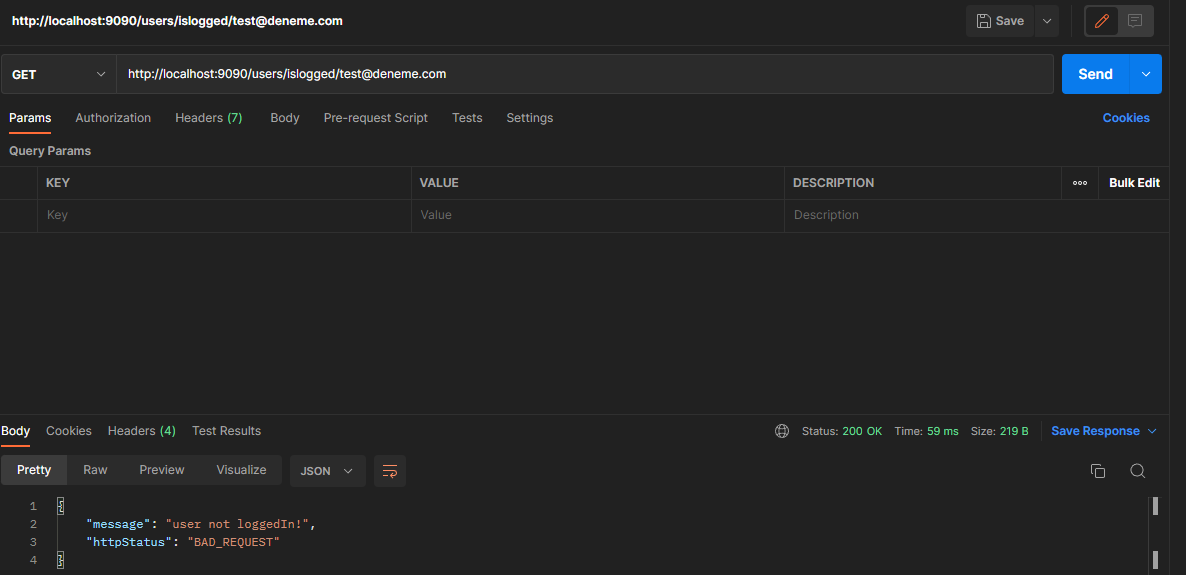 http://localhost:9090/users/islogged/test@deneme.com Save
GET http://localhost:9090/users/islogged/test@deneme.com Send
Params Authorization Headers (7) Body Pre-request Script Tests Settings Cookies
Query Params
KEY VALUE DESCRIPTION ooo Bulk Edit
Key Value Description
Body Cookies Headers (4) Test Results Status: 200 OK Time: 59 ms Size: 219 B Save Response
Pretty Raw Preview Visualize JSON
1 {
2 "message": "user not loggedIn!",
3 "httpStatus": "BAD_REQUEST"
4 }